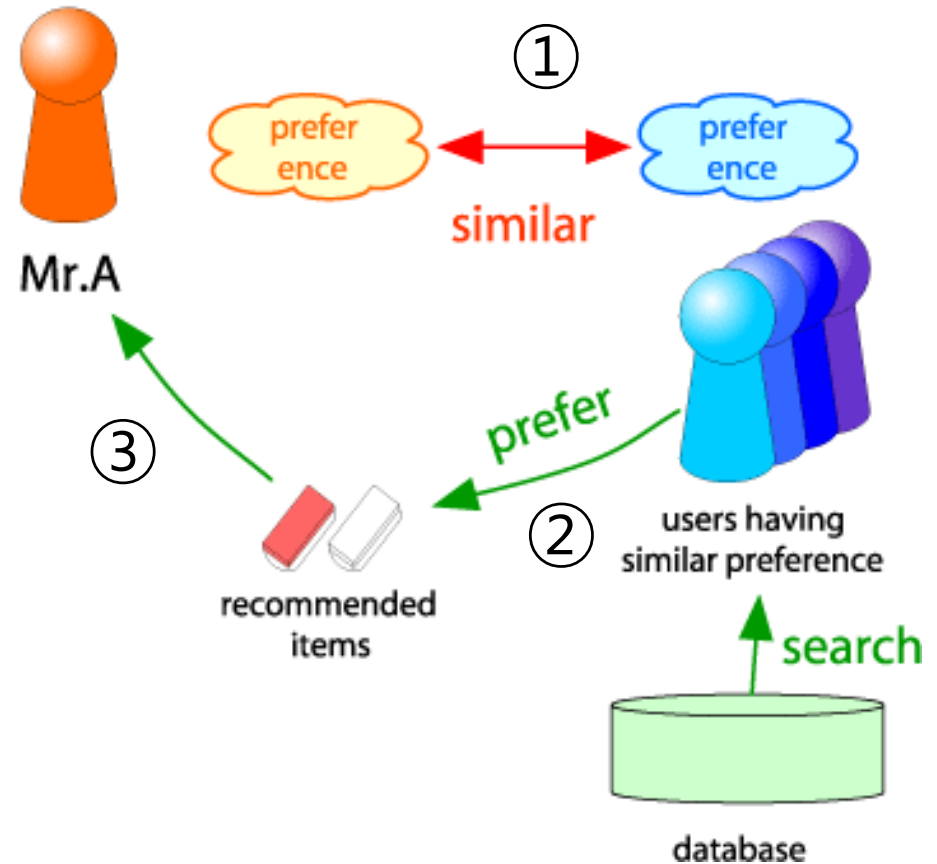 ①
prefer
ence
prefer
ence
similar
Mr.A
prefer
③
②
users having
similar preference
recommended
items
search
database